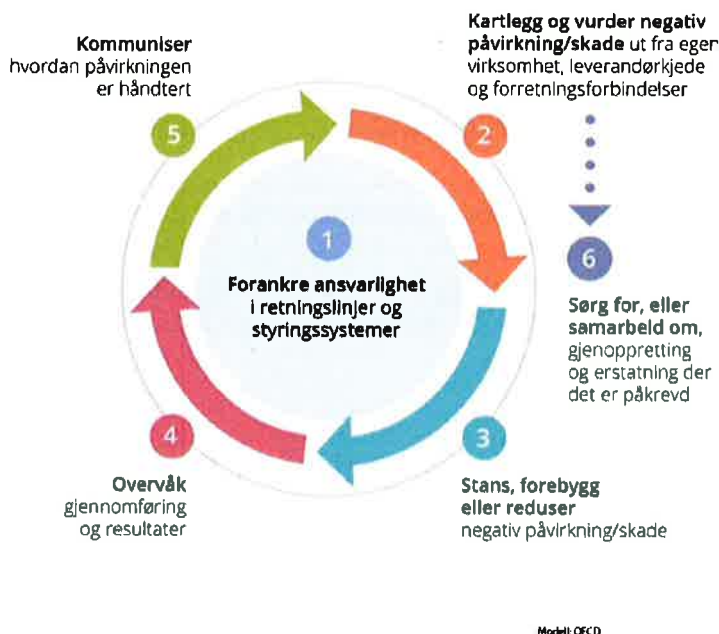 1
Forankre ansvarlighet
i retningslinjer og
styringssystemer
Kartlegg og vurder negativ
påvirkning/skade ut fra egen
virksomhet, leverandørkjede
og forretningsforbindelser
2
3
Stans, forebygg
eller reduser
negativ påvirkning/skade
4
Overvåk
gjennomføring
og resultater
Kommuniser
hvordan påvirkningen
er håndtert
5
6
Sørg for, eller
samarbeid om,
gjenoppretting
og erstatning der
det er påkrevd
Modell: OECD